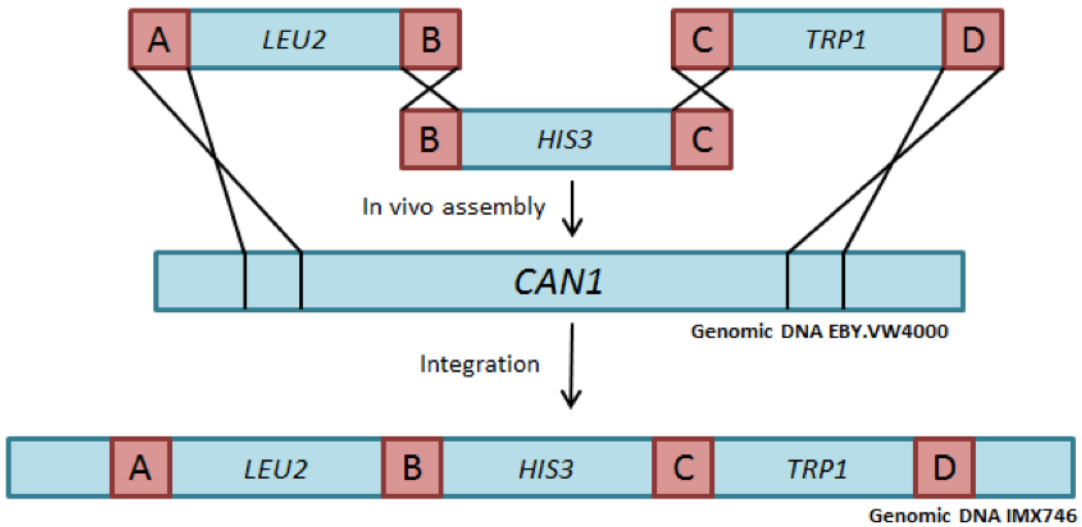 A LEU2 B C TRP1 D
B HIS3 C
In vivo assembly
CAN1
Genomic DNA EBY.VW4000
Integration
A LEU2 B HIS3 C TRP1 D
Genomic DNA IMX746